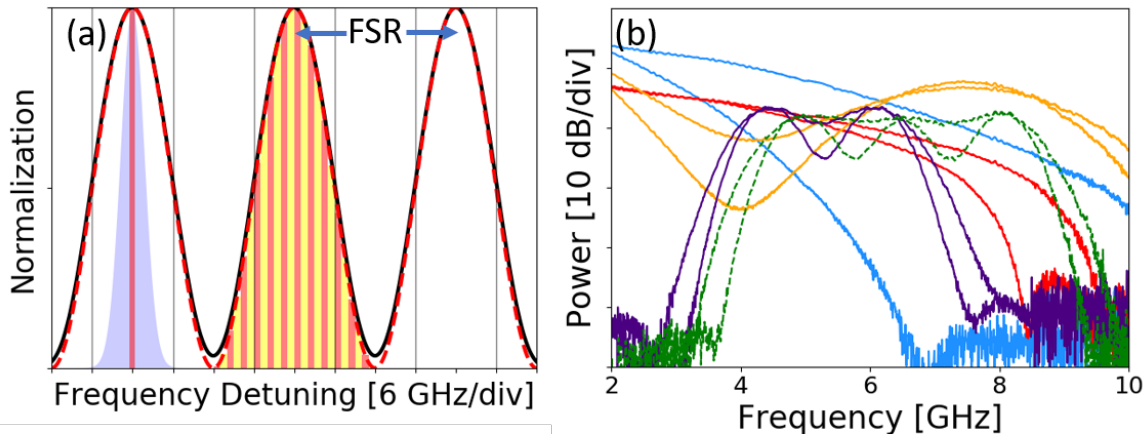 (a)
FSR
Normalization
Frequency Detuning [6 GHz/div]
(b)
Power [10 dB/div]
2 4 6 8 10
Frequency [GHz]